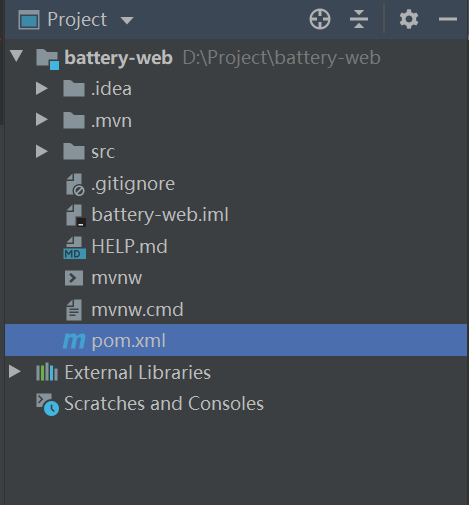 Project
battery-web D:\Project\battery-web
.idea
.mvn
src
.gitignore
battery-web.iml
HELP.md
MD
mvnw
mvnw.cmd
m pom.xml
External Libraries
Scratches and Consoles